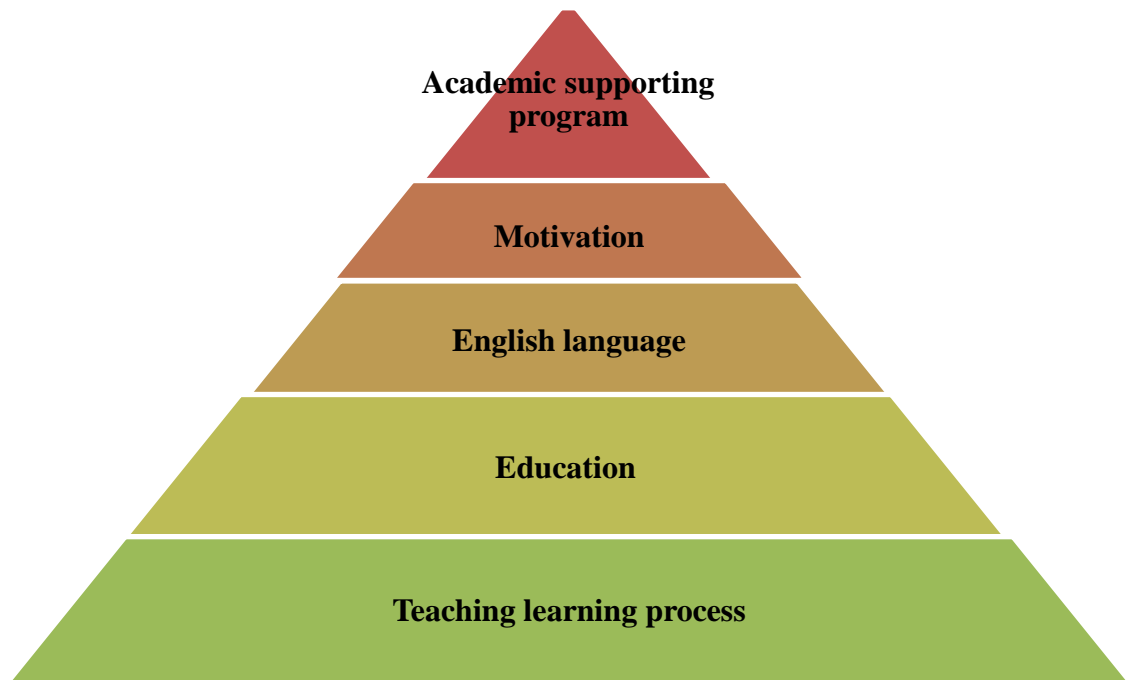 Academic supporting
program
Motivation
English language
Education
Teaching learning process